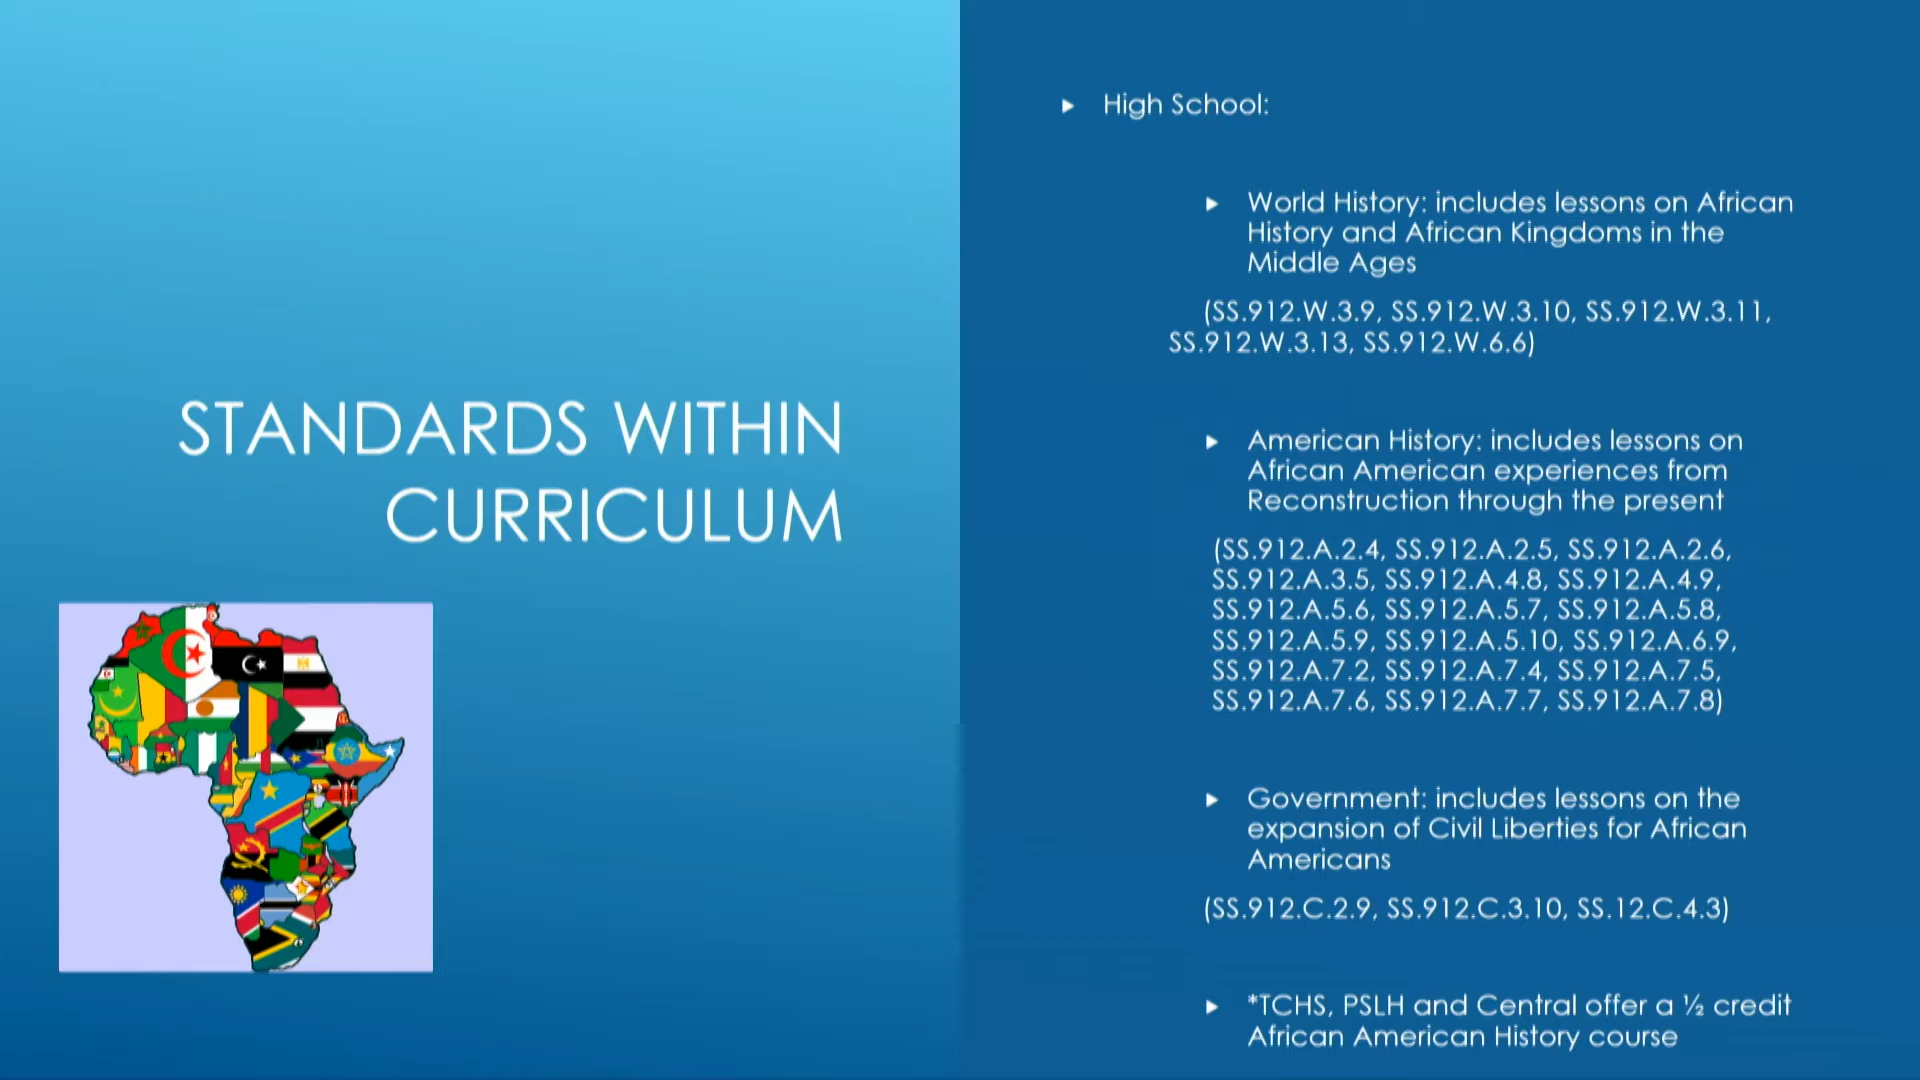 STANDARDS WITHIN
CURRICULUM
High School:
World History: includes lessons on African
History and African Kingdoms in the
Middle Ages
(SS.912.W.3.9, SS.912.W.3.10, SS.912.W.3.11,
SS.912.W.3.13, SS.912.W.6.6)
American History: includes lessons on
African American experiences from
Reconstruction through the present
(SS.912.A.2.4, SS.912.A.2.5, SS.912.A.2.6,
SS.912.A.3.5, SS.912.A.4.8, SS.912.A.4.9,
SS.912.A.5.6, SS.912.A.5.7, SS.912.A.5.8,
SS.912.A.5.9, SS.912.A.5.10, SS.912.A.6.9,
SS.912.A.7.2, SS.912.A.7.4, SS.912.A.7.5,
SS.912.A.7.6, SS.912.A.7.7, SS.912.A.7.8)
Government: includes lessons on the
expansion of Civil Liberties for African
Americans
(SS.912.C.2.9, SS.912.C.3.10, SS.12.C.4.3)
*TCHS, PSLH and Central offer a ½ credit
African American History course